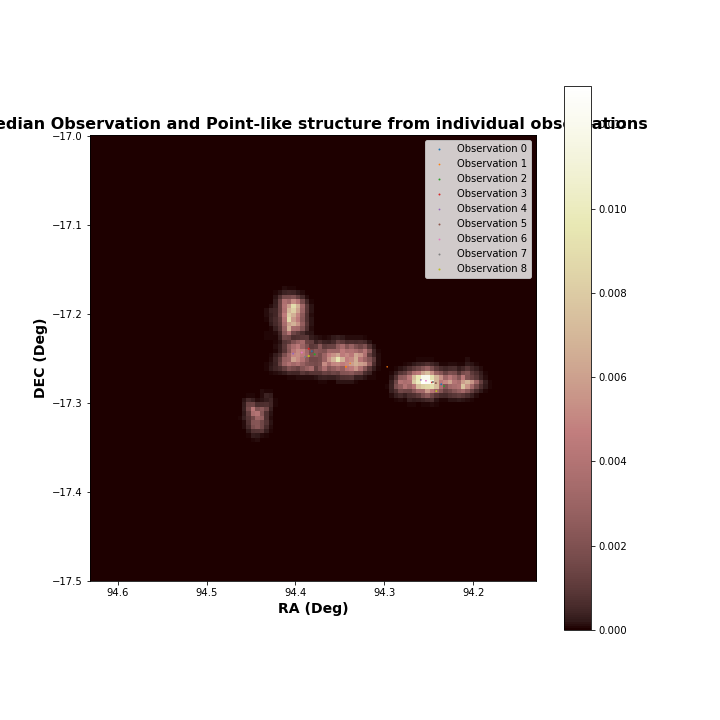 edian Observation and Point-like structure from individual observations
Observation 0
Observation 1
Observation 2
Observation 3
Observation 4
Observation 5
Observation 6
Observation 7
Observation 8
−17.0
−17.1
−17.2
−17.3
−17.4
−17.5
DEC (Deg)
94.6
94.5
94.4
94.3
94.2
RA (Deg)
0.010
0.008
0.006
0.004
0.002
0.000